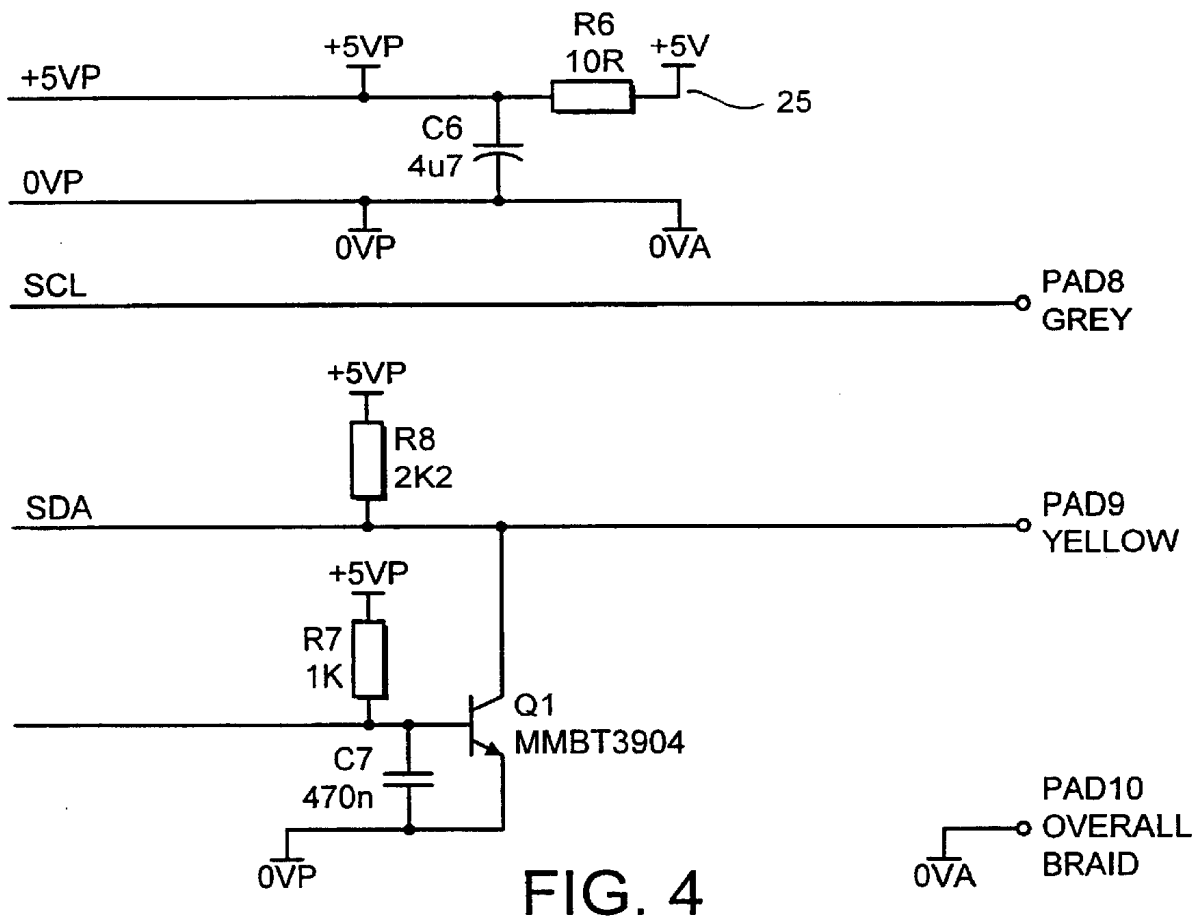 R6
10R
+5VP
+5V
+5VP
25
C6
4u7
0VP
0VP
0VA
SCL
PAD8
GREY
+5VP
R8
2K2
SDA
PAD9
YELLOW
+5VP
R7
1K
Q1
MMBT3904
C7
470n
PAD10
OVERALL
BRAID
0VP
0VA
FIG. 4